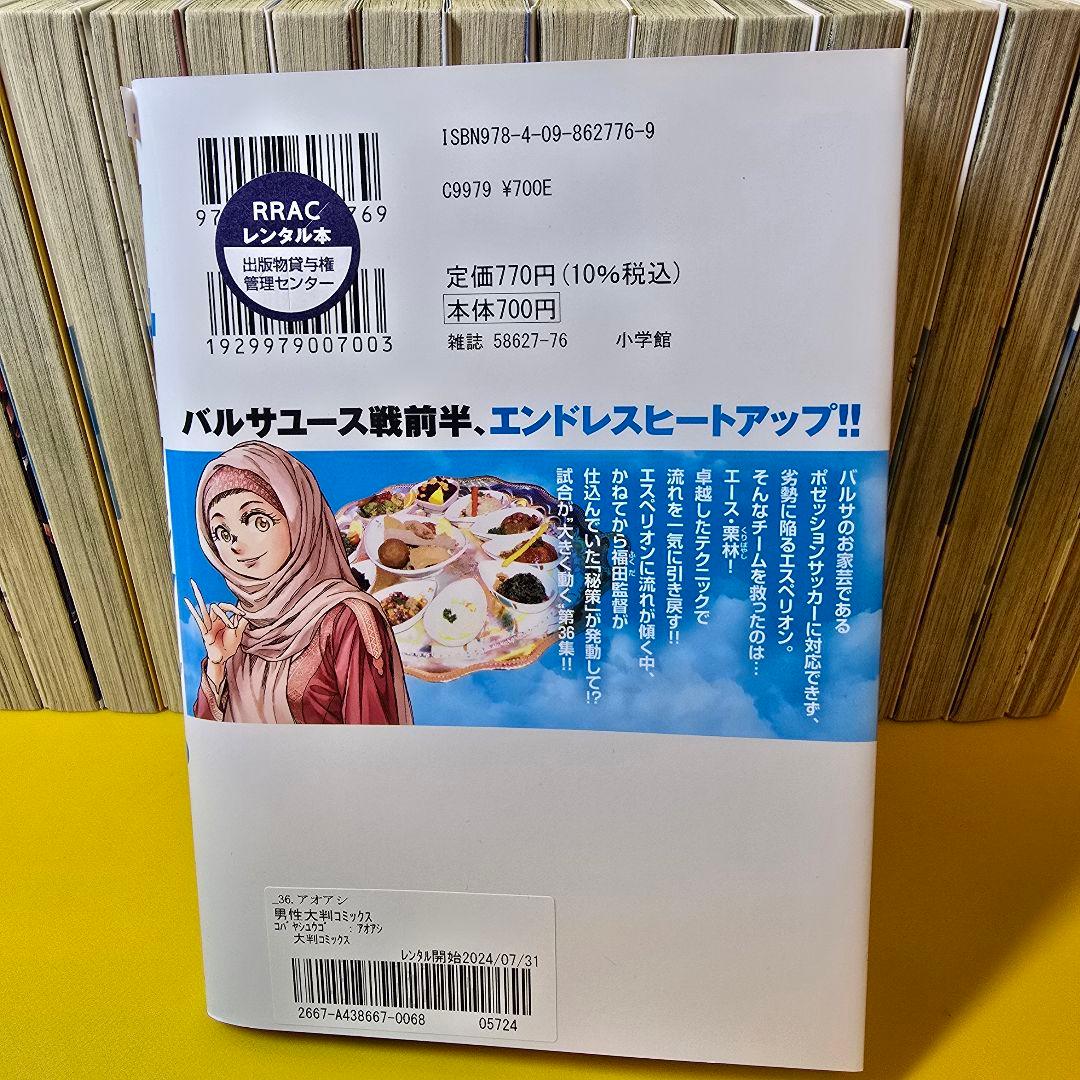 ISBN978-4-09-862776-9
C9979 ¥700E
97
769
RRAC
レンタル本
出版物貸与権
管理センター
1929979007003
定価770円(10%税込)
本体700円
雑誌 58627-76 小学館
バルサユース戦前半、エンドレスヒートアップ!!
バルサのお家芸である
ポゼッションサッカーに対応できず、
劣勢に陥るエスペリオン。
そんなチームを救ったのは…
エース・栗林!
くりばやし
卓越したテクニックで
流れを一気に引き戻す!!
エスペリオンに流れが傾く中、
かねてから福田監督が
ふくだ
仕込んでいた「秘策」が発動して!?
試合が"大きく動く"第36集!!
_36.アオアシ
男性大判コミックス
コバヤシユウゴ :アオアシ
大判コミックス
レンタル開始2024/07/31
2667-A438667-0068 05724